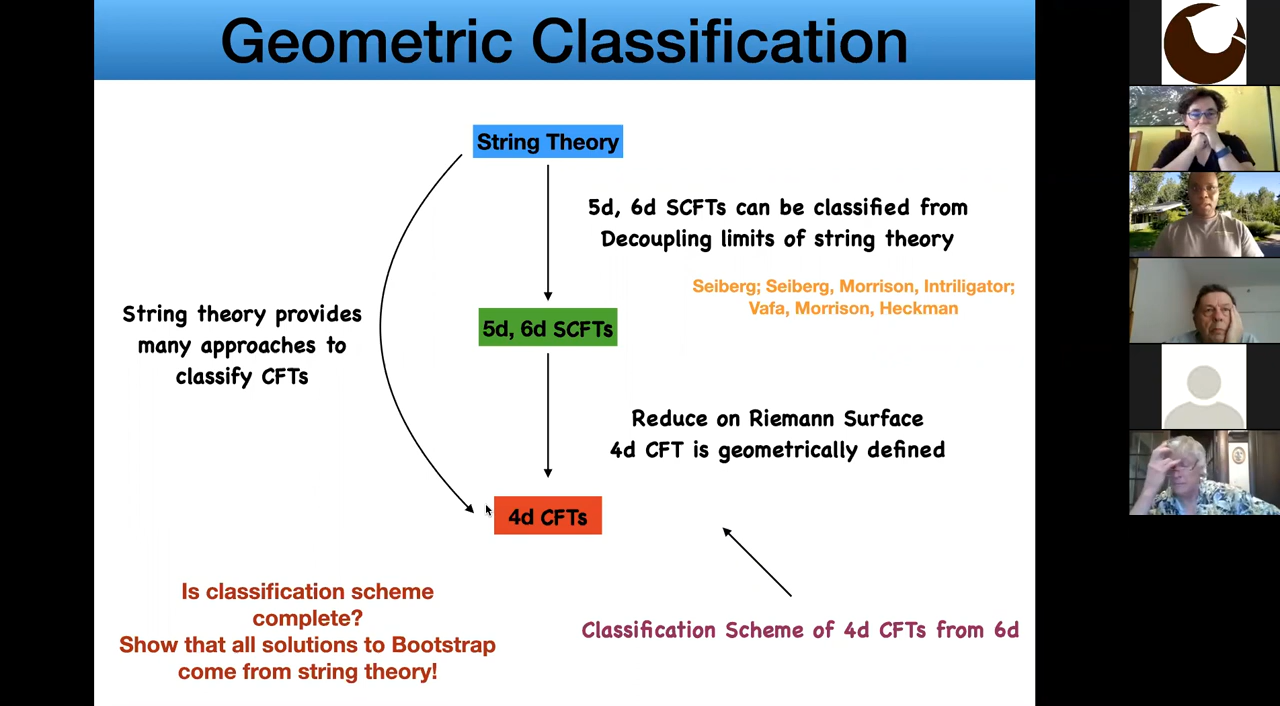 Geometric Classification
String Theory
5d, 6d SCFTs can be classified from
Decoupling limits of string theory
Seiberg; Seiberg, Morrison, Intriligator;
Vafa, Morrison, Heckman
String theory provides
many approaches to
classify CFTs
5d, 6d SCFTs
Reduce on Riemann Surface
4d CFT is geometrically defined
4d CFTs
Is classification scheme
complete?
Show that all solutions to Bootstrap
come from string theory!
Classification Scheme of 4d CFTs from 6d